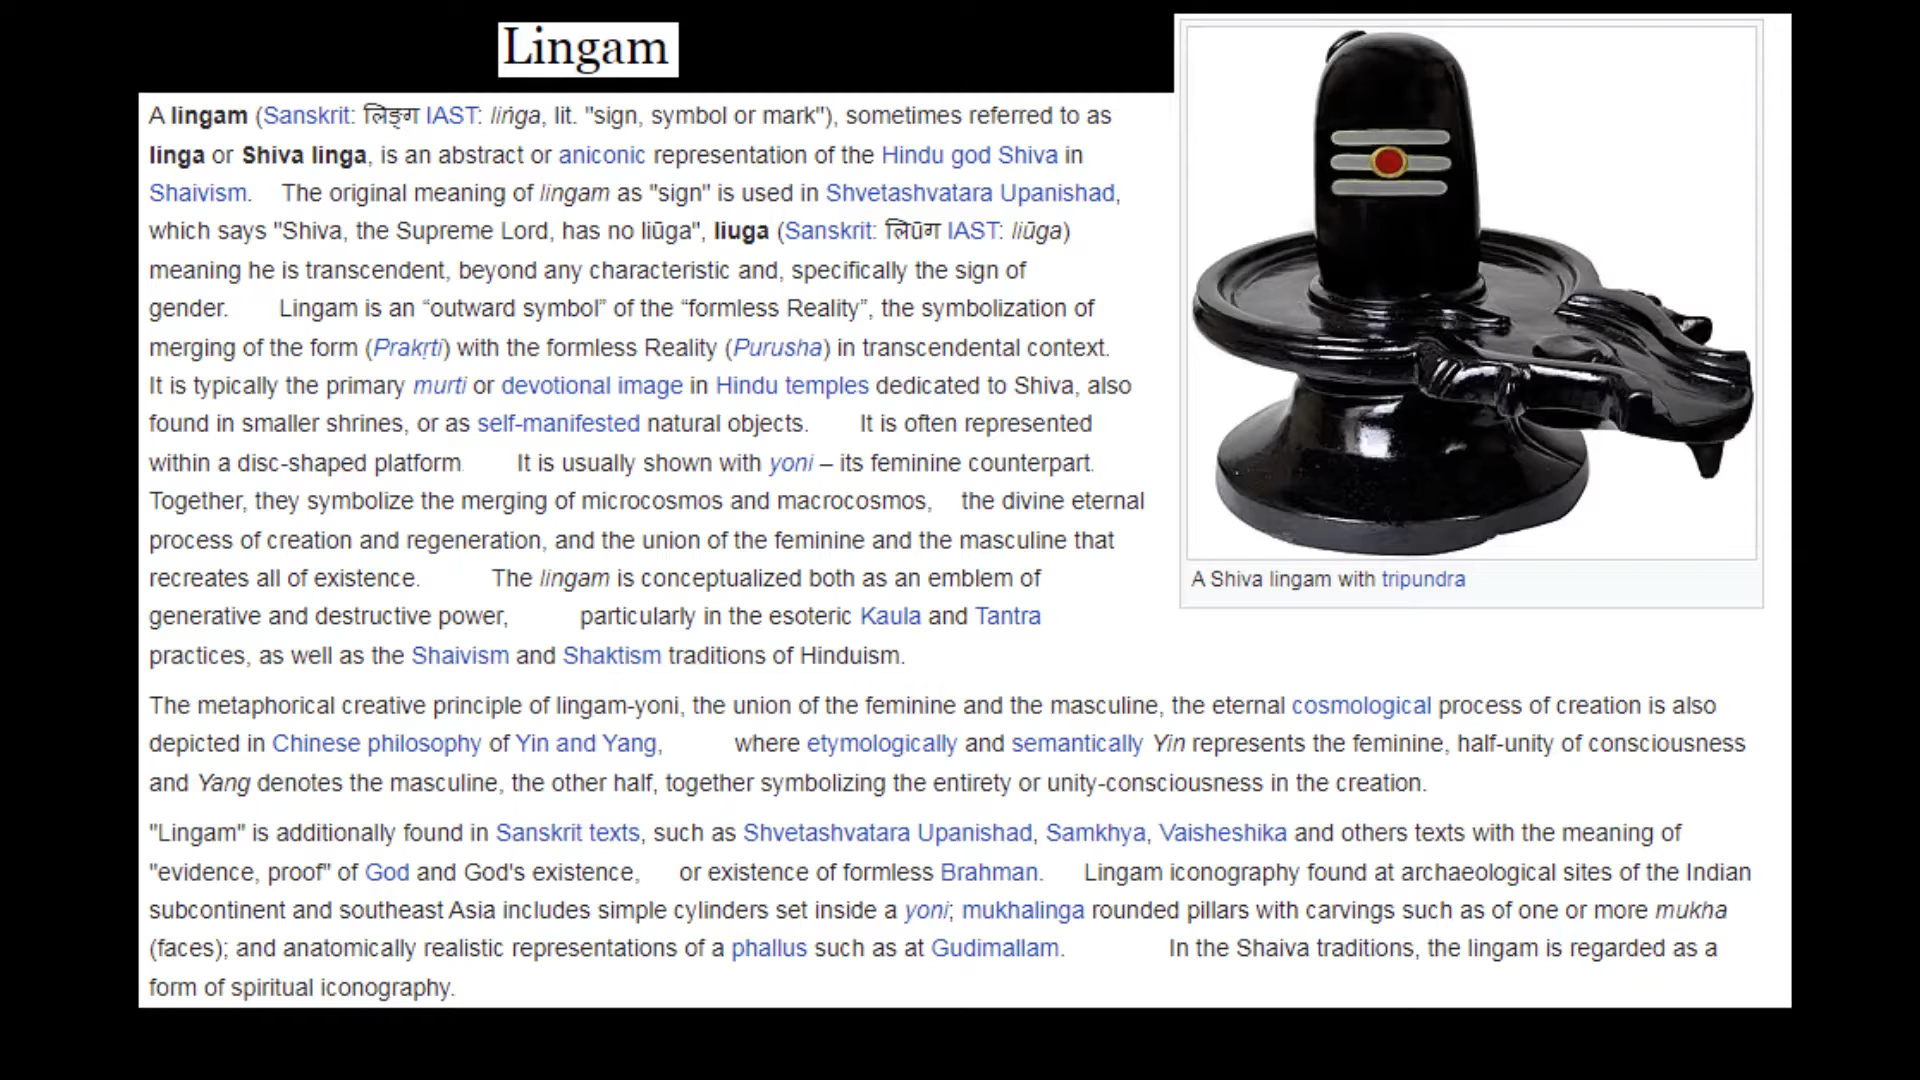 Lingam
A lingam (Sanskrit: लिङ्ग IAST: liṅga, lit. "sign, symbol or mark"), sometimes referred to as
linga or Shiva linga, is an abstract or aniconic representation of the Hindu god Shiva in
Shaivism. The original meaning of lingam as "sign" is used in Shvetashvatara Upanishad,
which says "Shiva, the Supreme Lord, has no liūga", liuga (Sanskrit: लिūग IAST: liūga)
meaning he is transcendent, beyond any characteristic and, specifically the sign of
gender. Lingam is an “outward symbol” of the “formless Reality”, the symbolization of
merging of the form (Prakṛti) with the formless Reality (Purusha) in transcendental context.
It is typically the primary murti or devotional image in Hindu temples dedicated to Shiva, also
found in smaller shrines, or as self-manifested natural objects. It is often represented
within a disc-shaped platform It is usually shown with yoni – its feminine counterpart.
Together, they symbolize the merging of microcosmos and macrocosmos, the divine eternal
process of creation and regeneration, and the union of the feminine and the masculine that
recreates all of existence. The lingam is conceptualized both as an emblem of
generative and destructive power, particularly in the esoteric Kaula and Tantra
practices, as well as the Shaivism and Shaktism traditions of Hinduism.
A Shiva lingam with tripundra
The metaphorical creative principle of lingam-yoni, the union of the feminine and the masculine, the eternal cosmological process of creation is also
depicted in Chinese philosophy of Yin and Yang, where etymologically and semantically Yin represents the feminine, half-unity of consciousness
and Yang denotes the masculine, the other half, together symbolizing the entirety or unity-consciousness in the creation.
"Lingam" is additionally found in Sanskrit texts, such as Shvetashvatara Upanishad, Samkhya, Vaisheshika and others texts with the meaning of
"evidence, proof" of God and God's existence, or existence of formless Brahman. Lingam iconography found at archaeological sites of the Indian
subcontinent and southeast Asia includes simple cylinders set inside a yoni; mukhalinga rounded pillars with carvings such as of one or more mukha
(faces); and anatomically realistic representations of a phallus such as at Gudimallam. In the Shaiva traditions, the lingam is regarded as a
form of spiritual iconography.